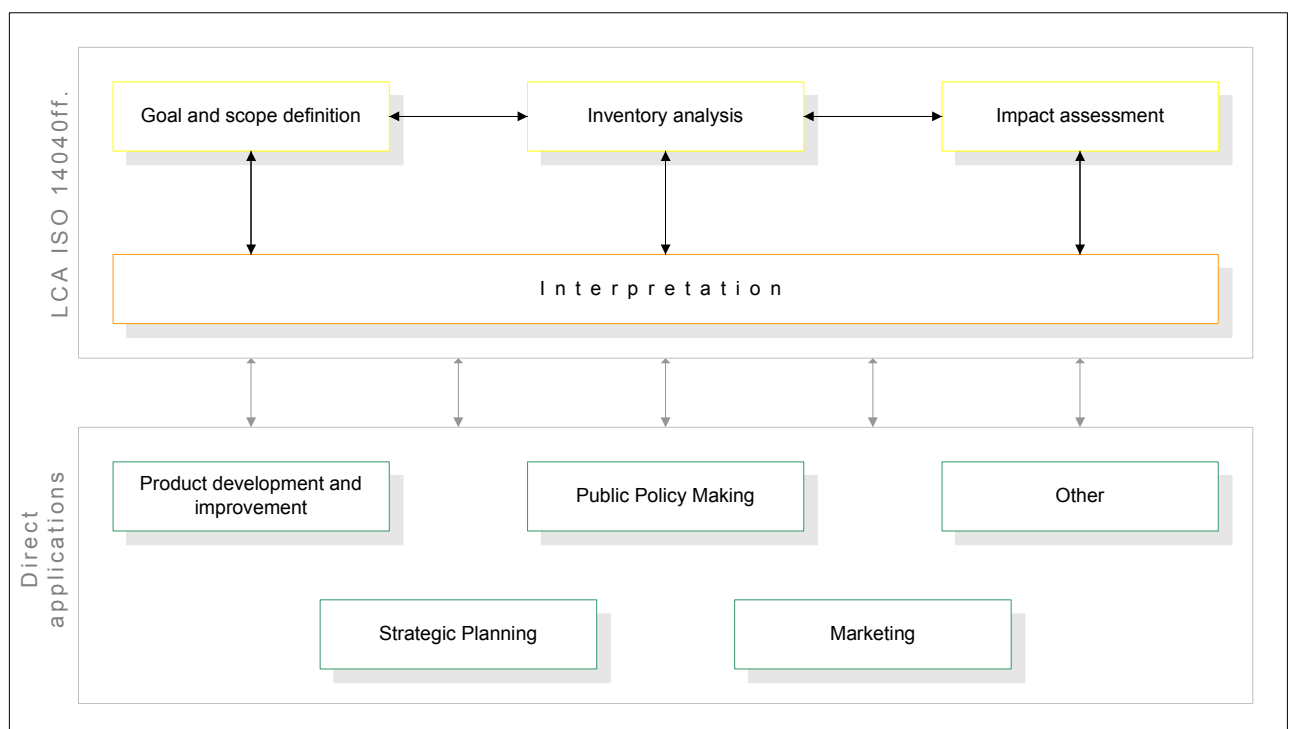 LCA ISO 14040ff.
Goal and scope definition
Inventory analysis
Impact assessment
Interpretation
Direct
applications
Product development and
improvement
Public Policy Making
Other
Strategic Planning
Marketing